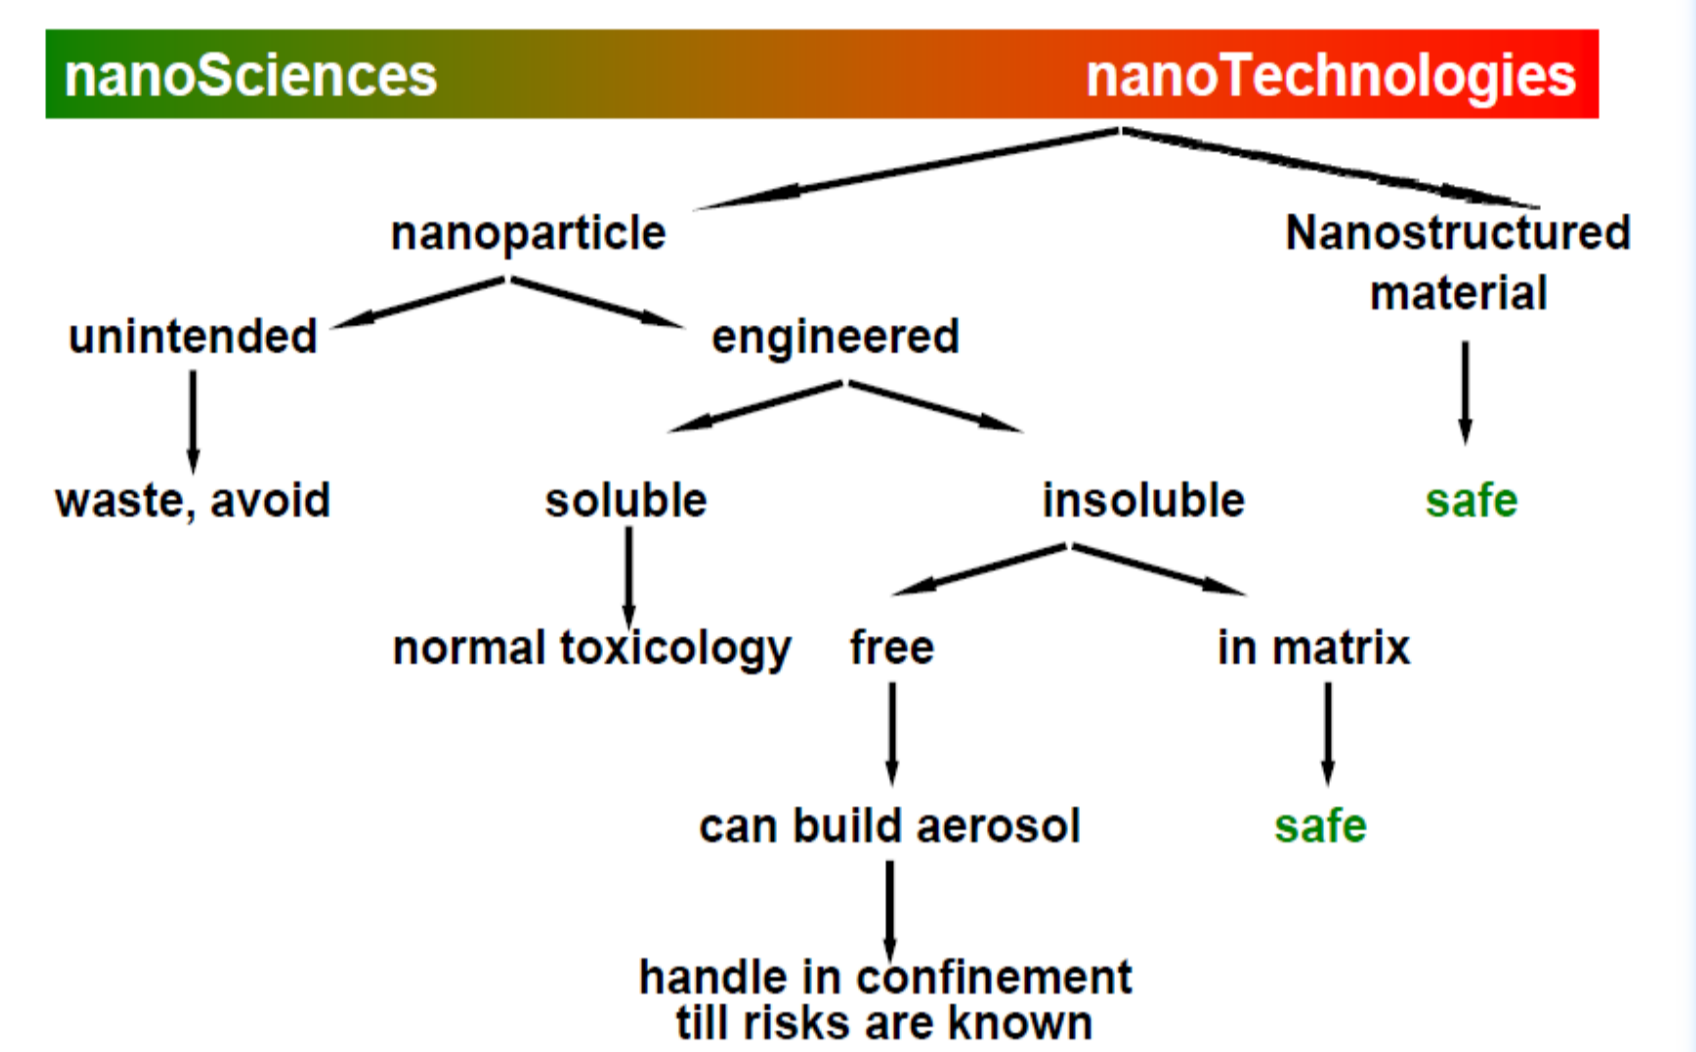 nanoSciences nanoTechnologies
nanoparticle
Nanostructured
material
unintended
engineered
waste, avoid
soluble
insoluble
safe
normal toxicology
free
in matrix
can build aerosol
safe
handle in confinement
till risks are known